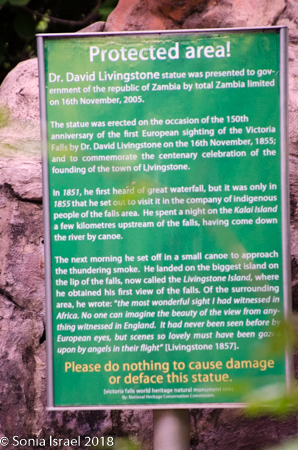 Protected area!
Dr. David Livingstone statue was presented to gov-
ernment of the republic of Zambia by total Zambia limited
on 16th November, 2005.
The statue was erected on the occasion of the 150th
anniversary of the first European sighting of the Victoria
Falls by Dr. David Livingstone on the 16th November, 1855;
and to commemorate the centenary celebration of the
founding of the town of Livingstone.
In 1851, he first heard of great waterfall, but it was only in
1855 that he set out to visit it in the company of indigenous
people of the falls area. He spent a night on the Kalai Island
a few kilometres upstream of the falls, having come down
the river by canoe.
The next morning he set off in a small canoe to approach
the thundering smoke. He landed on the biggest island on
the lip of the falls, now called the Livingstone Island, where
he obtained his first view of the falls. Of the surrounding
area, he wrote: "the most wonderful sight I had witnessed in
Africa. No one can imagine the beauty of the view from any-
thing witnessed in England. It had never been seen before by
European eyes, but scenes so lovely must have been gazed
upon by angels in their flight" [Livingstone 1857].
Please do nothing to cause damage
or deface this statue.
[victoria falls world heritage natural monument
By: National Heritage Conservation
© Sonia Israel 2018